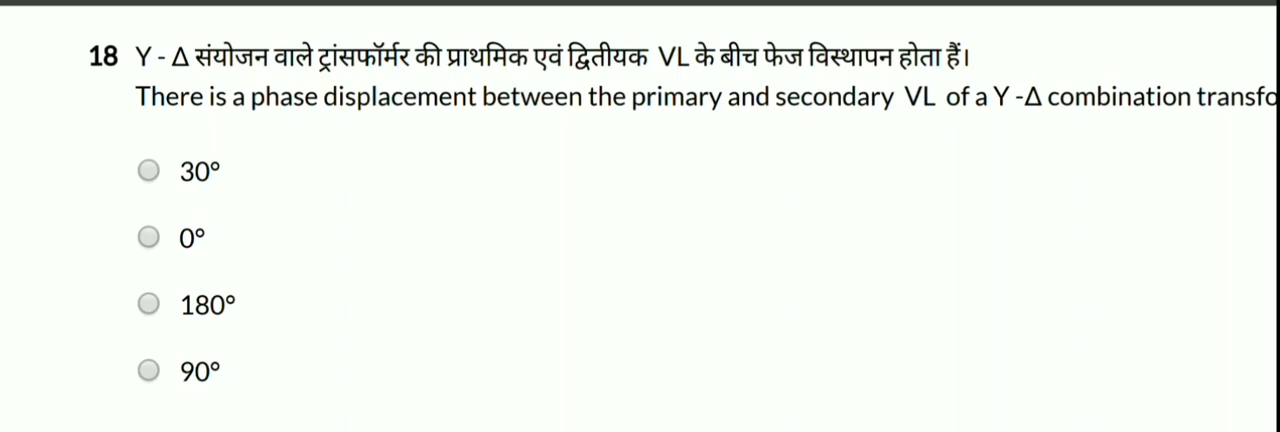 18 Y - Δ संयोजन वाले ट्रांसफॉर्मर की प्राथमिक एवं द्वितीयक VL के बीच फेज विस्थापन होता हैं।
There is a phase displacement between the primary and secondary VL of a Y -Δ combination transfo
30°
0°
180°
90°